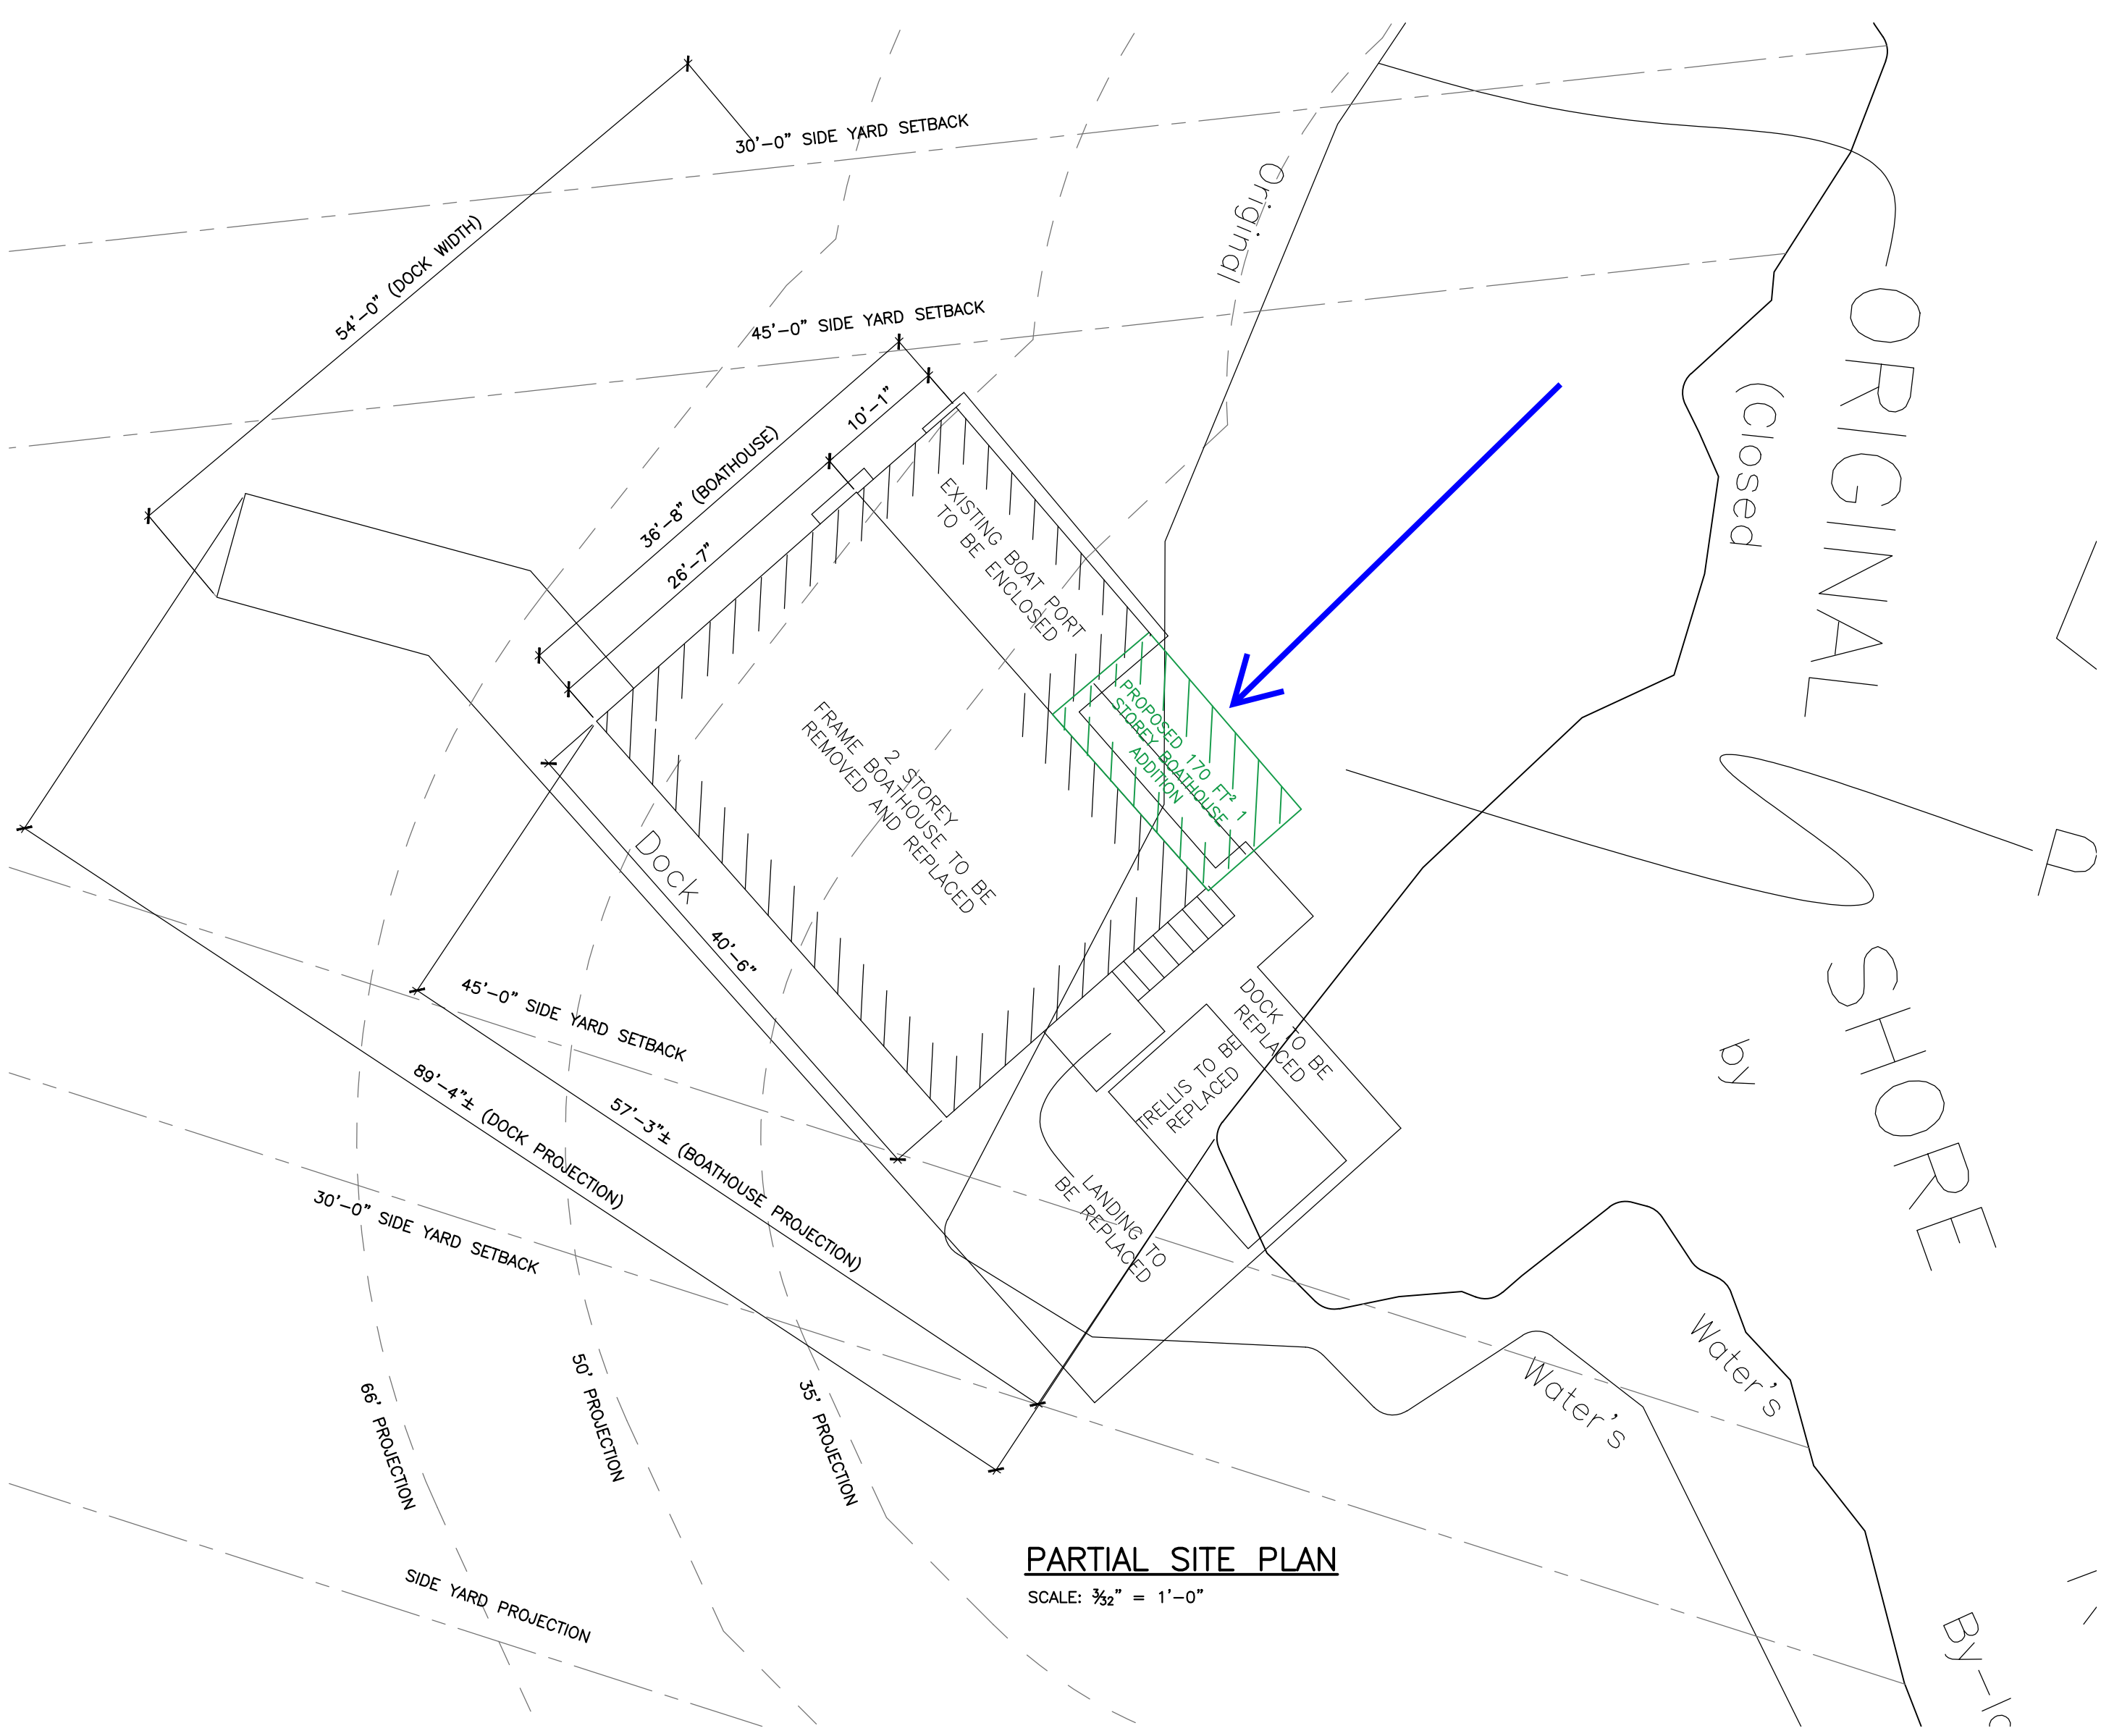 30'-0" SIDE YARD SETBACK
54'-0" (DOCK WIDTH)
Original
45'-0" SIDE YARD SETBACK
36'-8" (BOATHOUSE)
10'-1"
26'-7"
EXISTING BOAT PORT
TO BE ENCLOSED
PROPOSED 170 FT² 1
STOREY BOATHOUSE
ADDITION
2 STOREY
FRAME BOATHOUSE TO BE
REMOVED AND REPLACED
Dock
40'-6"
ORIGINAL
SHORE
(Closed
by
P
45'-0" SIDE YARD SETBACK
DOCK TO BE
REPLACED
TRELLIS TO BE
REPLACED
LANDING TO
BE REPLACED
89'-4"± (DOCK PROJECTION)
57'-3"± (BOATHOUSE PROJECTION)
30'-0" SIDE YARD SETBACK
66' PROJECTION
50' PROJECTION
35' PROJECTION
Water's
Water's
SIDE YARD PROJECTION
PARTIAL SITE PLAN
SCALE: 3/32" = 1'-0"